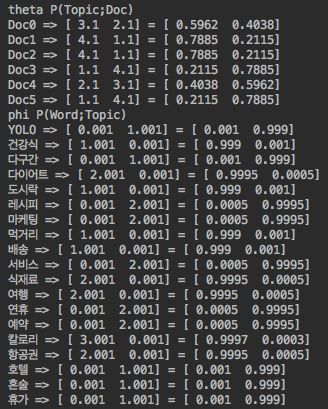 theta P(Topic;Doc)
Doc0 => [ 3.1  2.1] = [ 0.5962  0.4038]
Doc1 => [ 4.1  1.1] = [ 0.7885  0.2115]
Doc2 => [ 4.1  1.1] = [ 0.7885  0.2115]
Doc3 => [ 1.1  4.1] = [ 0.2115  0.7885]
Doc4 => [ 2.1  3.1] = [ 0.4038  0.5962]
Doc5 => [ 1.1  4.1] = [ 0.2115  0.7885]
phi P(Word;Topic)
YOLO => [ 0.001  1.001] = [ 0.001  0.999]
건강식 => [ 1.001  0.001] = [ 0.999  0.001]
다구간 => [ 0.001  1.001] = [ 0.001  0.999]
다이어트 => [ 2.001  0.001] = [ 0.9995  0.0005]
도시락 => [ 1.001  0.001] = [ 0.999  0.001]
레시피 => [ 0.001  2.001] = [ 0.0005  0.9995]
마케팅 => [ 0.001  2.001] = [ 0.0005  0.9995]
먹거리 => [ 1.001  0.001] = [ 0.999  0.001]
배송 => [ 1.001  0.001] = [ 0.999  0.001]
서비스 => [ 0.001  2.001] = [ 0.0005  0.9995]
식재료 => [ 2.001  0.001] = [ 0.9995  0.0005]
여행 => [ 2.001  0.001] = [ 0.9995  0.0005]
연휴 => [ 0.001  2.001] = [ 0.0005  0.9995]
예약 => [ 0.001  2.001] = [ 0.0005  0.9995]
칼로리 => [ 3.001  0.001] = [ 0.9997  0.0003]
항공권 => [ 2.001  0.001] = [ 0.9995  0.0005]
호텔 => [ 0.001  1.001] = [ 0.001  0.999]
혼술 => [ 0.001  1.001] = [ 0.001  0.999]
휴가 => [ 0.001  1.001] = [ 0.001  0.999]